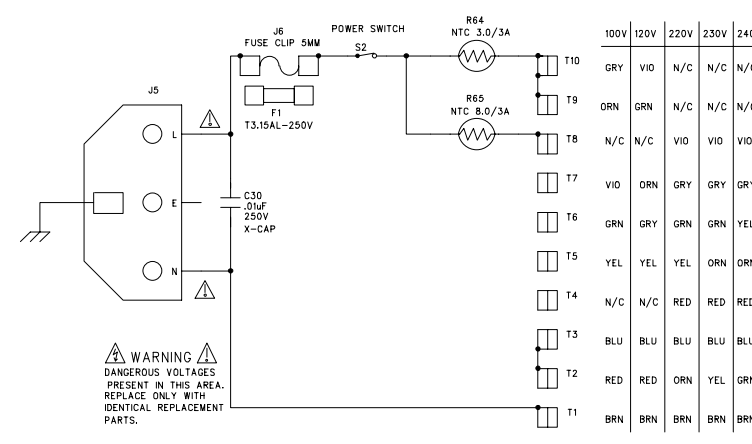 J6
FUSE CLIP 5MM
POWER SWITCH
S2
R64
NTC 3.0/3A
R65
NTC 8.0/3A
F1
T3.15AL-250V
J5
L
E
N
C30
.01uF
250V
X-CAP
WARNING
DANGEROUS VOLTAGES
PRESENT IN THIS AREA.
REPLACE ONLY WITH
IDENTICAL REPLACEMENT
PARTS.
100V 120V 220V 230V 240
T10 GRY VIO N/C N/C N/C
T9 ORN GRN N/C N/C N/C
T8 N/C N/C VIO VIO VIO
T7 VIO ORN GRY GRY GRY
T6 GRN GRY GRN GRN YEL
T5 YEL YEL YEL ORN ORN
T4 N/C N/C RED RED RED
T3 BLU BLU BLU BLU BLU
T2 RED RED ORN YEL GRN
T1 BRN BRN BRN BRN BRN